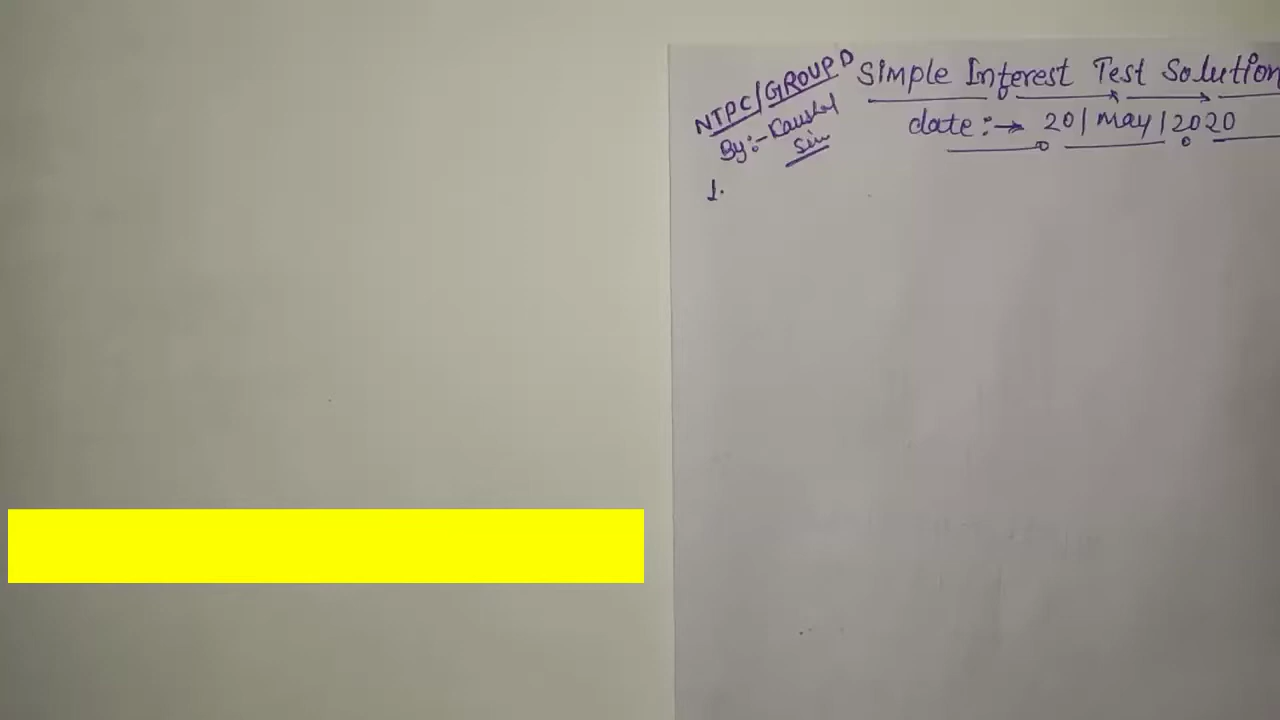 NTPC/GROUP D
By:- Kaushal
Sir
Simple Interest Test Solution
date:→ 20/may/2020
1.